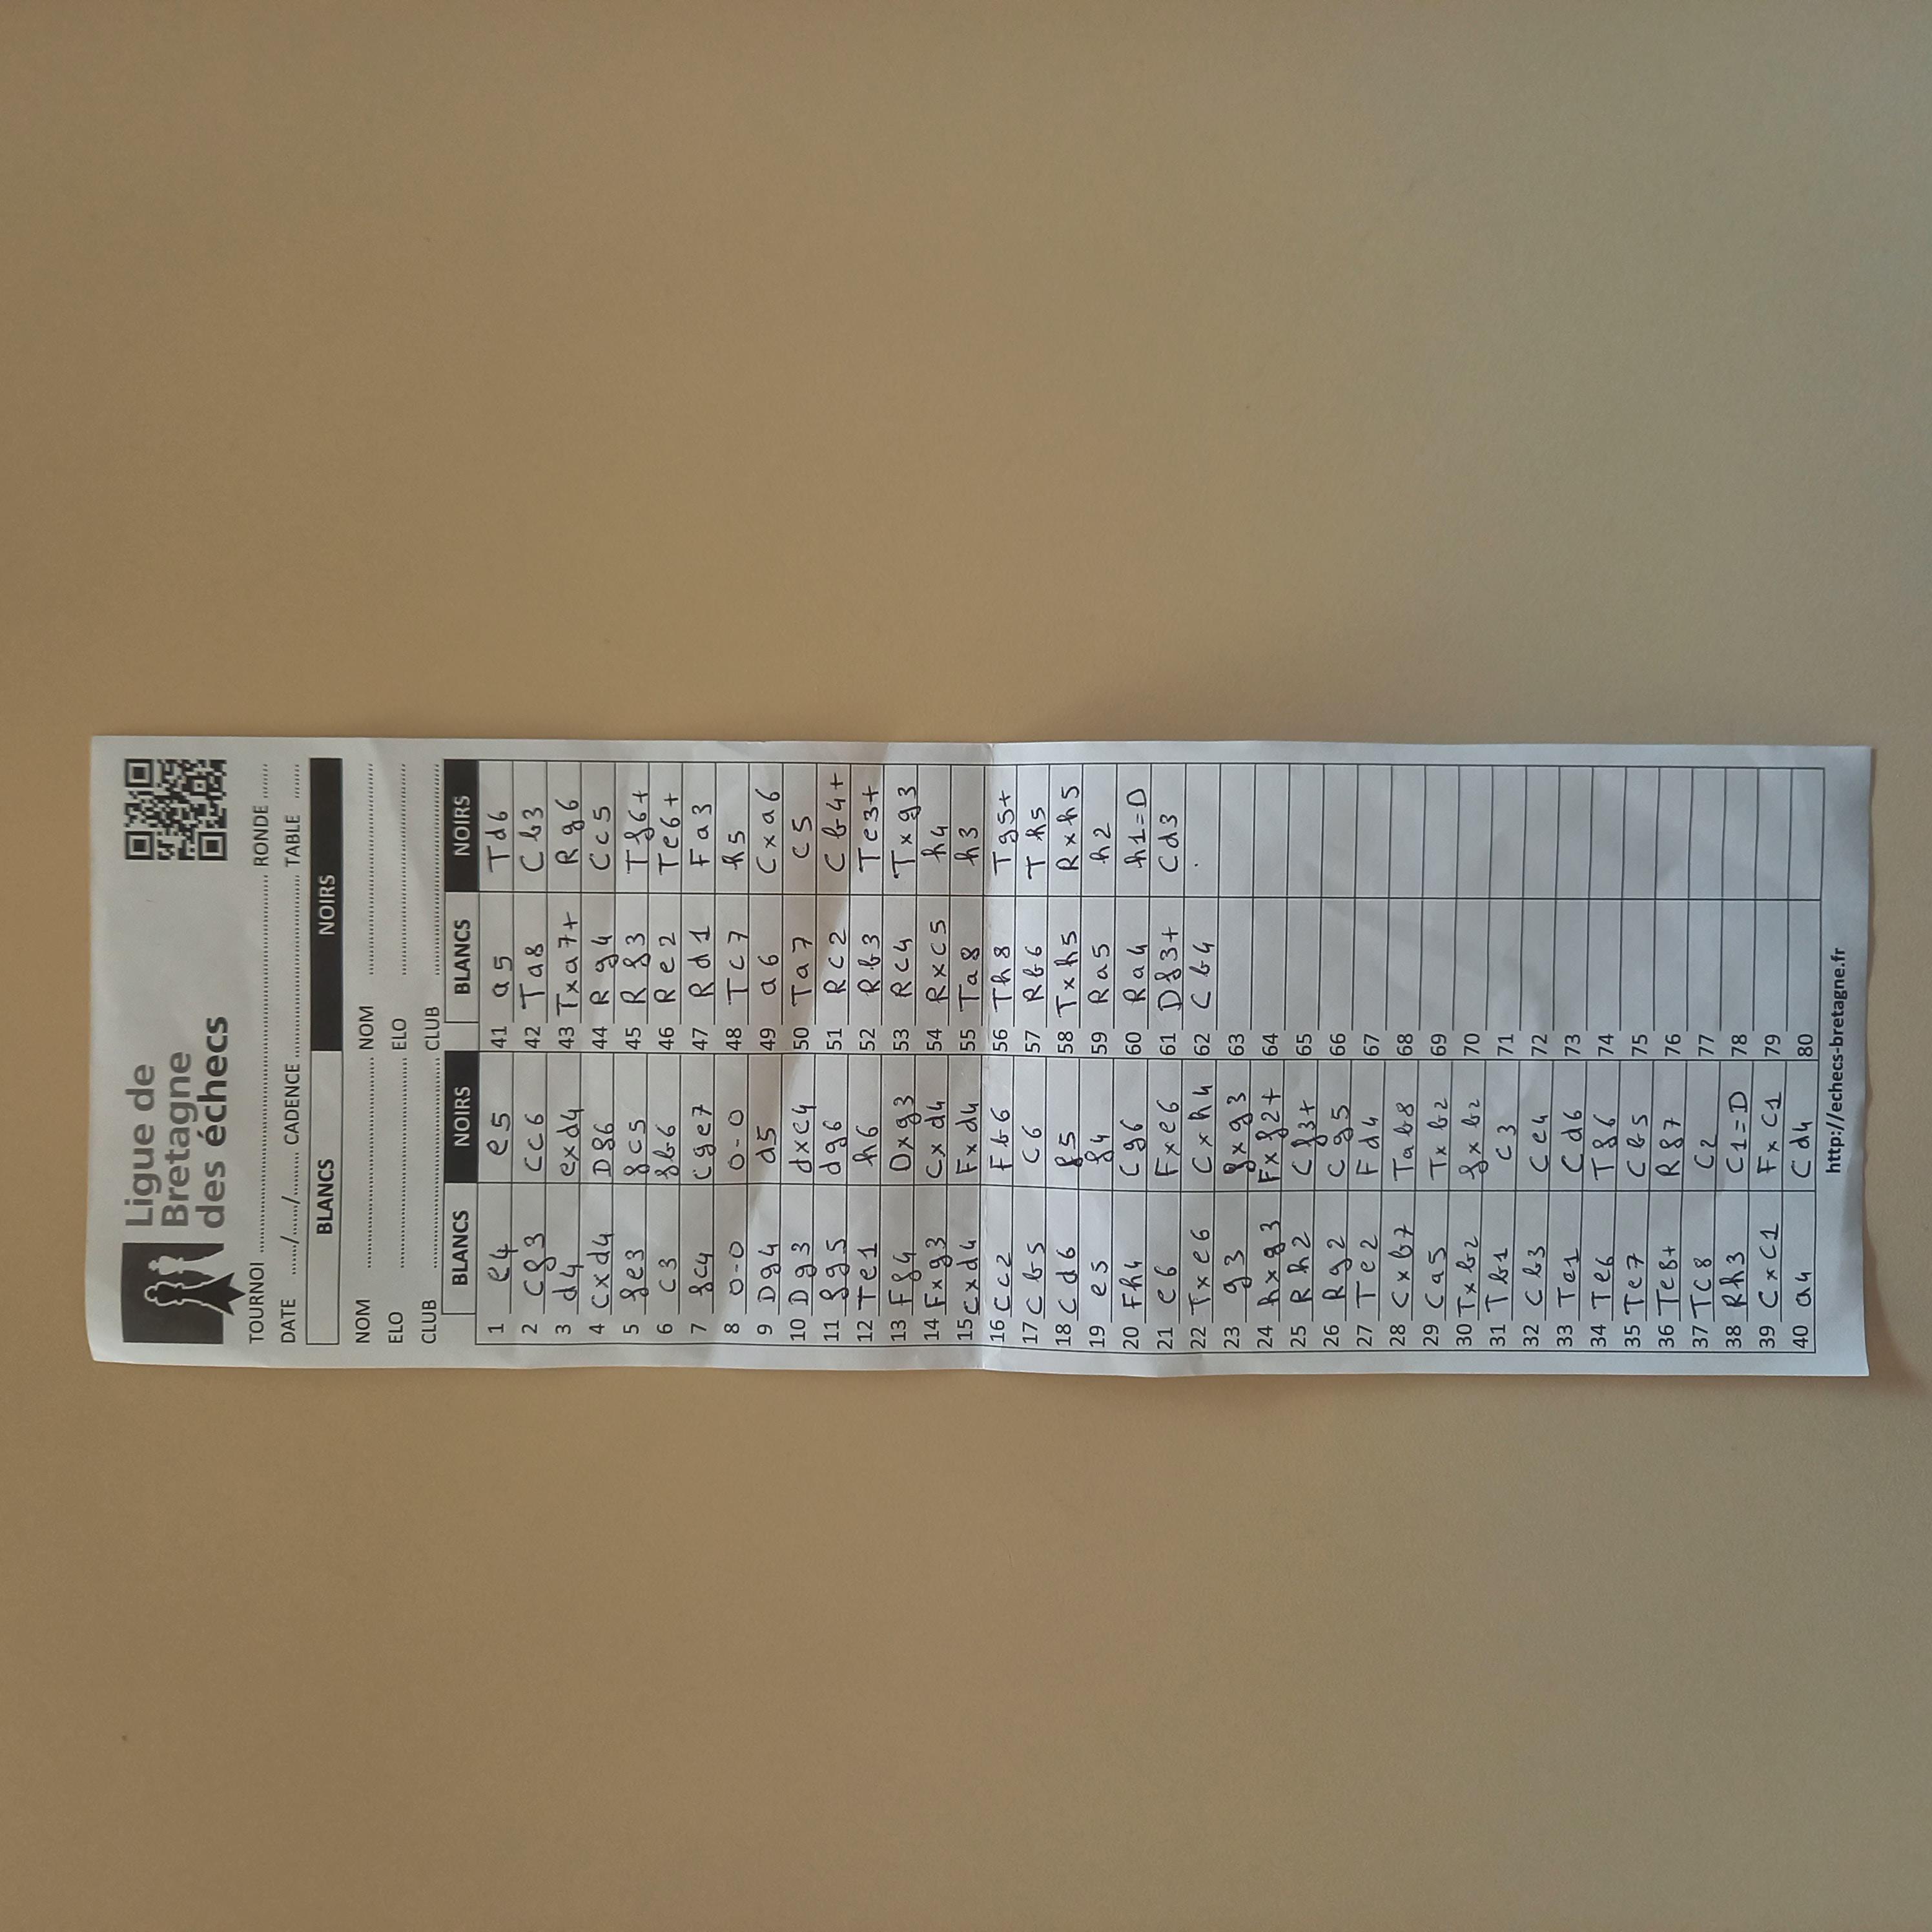 Ligue de
Bretagne
des échecs
TOURNOI ........ RONDE ........
DATE ....../....../.......... CADENCE ........ TABLE ........
BLANCS NOIRS
NOM ........ NOM ........
ELO ........ ELO ........
CLUB ........ CLUB ........
BLANCS NOIRS BLANCS NOIRS
1 e4 e5 41 a5 Td6
2 Cf3 Cc6 42 Ta8 Cb3
3 d4 exd4 43 Txa7+ Rg6
4 Cxd4 Df6 44 Rg4 Cc5
5 fe3 fc5 45 Rf3 Tf6+
6 c3 fb6 46 Re2 Te6+
7 fc4 Cge7 47 Rd1 Fa3
8 0-0 0-0 48 Tc7 h5
9 Dg4 d5 49 a6 Cxa6
10 Dg3 dxc4 50 Ta7 c5
11 fg5 dg6 51 Rc2 Cb4+
12 Te1 h6 52 Rb3 Te3+
13 Ff4 Dxg3 53 Rc4 Txg3
14 Fxg3 Cxd4 54 Rxc5 h4
15 cxd4 Fxd4 55 Ta8 h3
16 Cc2 Fb6 56 Th8 Tg5+
17 Cb5 c6 57 Rb6 Th5
18 Cd6 f5 58 Txh5 Rxh5
19 e5 f4 59 Ra5 h2
20 Fh4 Cg6 60 Ra4 h1=D
21 e6 Fxe6 61 Df3+ Cd3
22 Txe6 Cxh4 62 Cb4
23 g3 fxg3 63
24 hxg3 Fxf2+ 64
25 Rh2 Cf3+ 65
26 Rg2 Cg5 66
27 Te2 Fd4 67
28 Cxb7 Tab8 68
29 Ca5 Txb2 69
30 Txb2 fxb2 70
31 Tb1 c3 71
32 Cb3 Ce4 72
33 Te1 Cd6 73
34 Te6 Tf6 74
35 Te7 Cb5 75
36 Te8+ Rf7 76
37 Tc8 c2 77
38 Rh3 c1=D 78
39 Cxc1 Fxc1 79
40 a4 Cd4 80
http://echecs-bretagne.fr